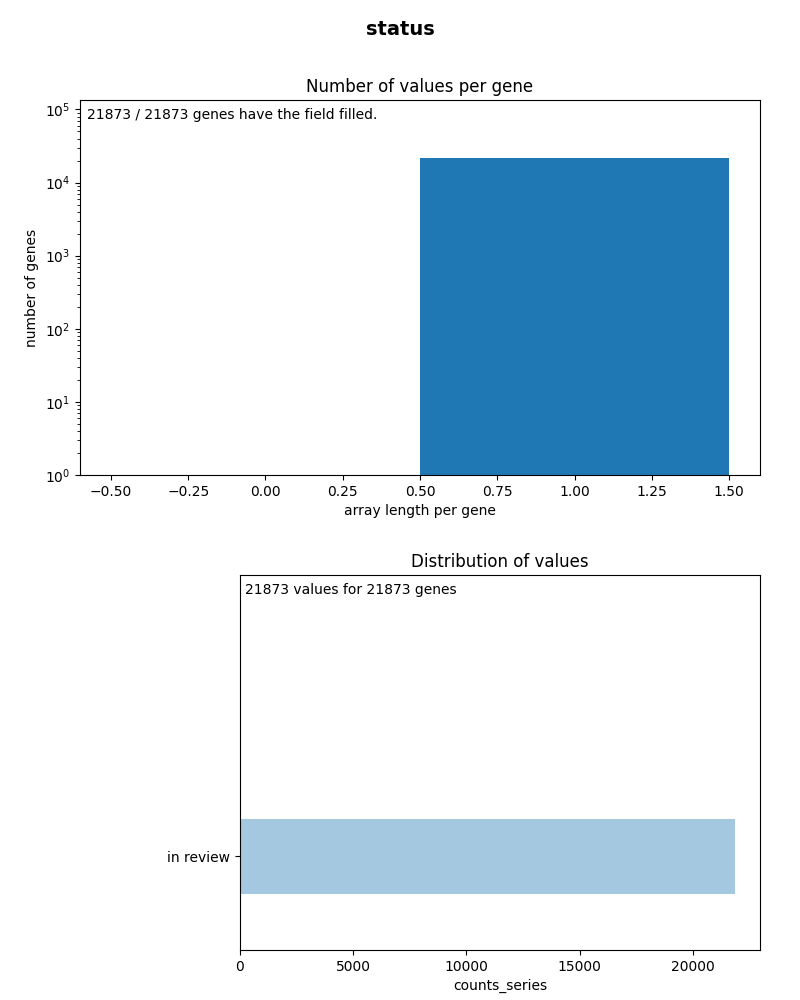 status
Number of values per gene
21873 / 21873 genes have the field filled.
10⁵
10⁴
10³
10²
10¹
10⁰
number of genes
−0.50 −0.25 0.00 0.25 0.50 0.75 1.00 1.25 1.50
array length per gene
Distribution of values
21873 values for 21873 genes
in review
0 5000 10000 15000 20000
counts_series